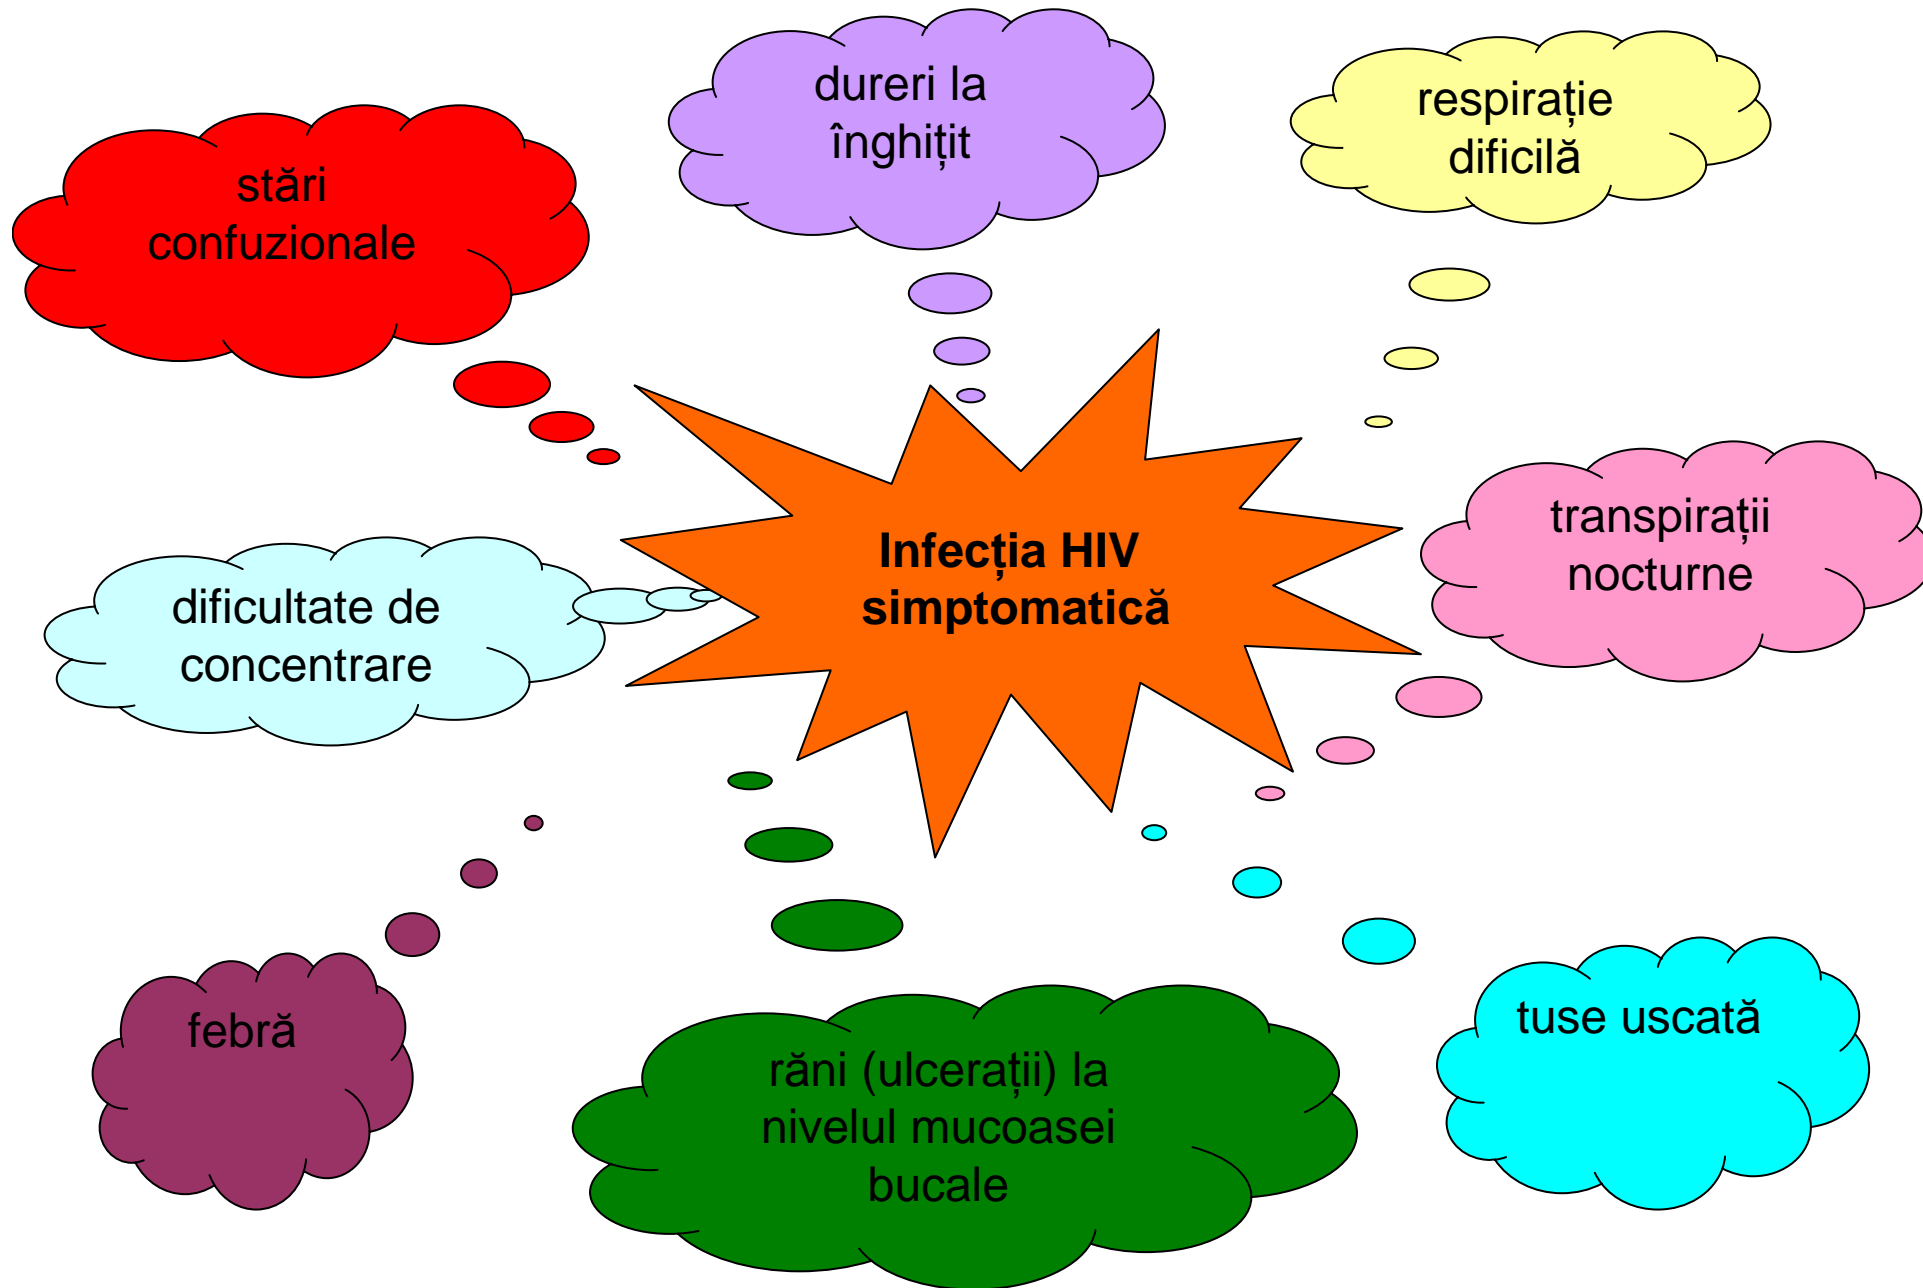 dureri la
înghițit
respirație
dificilă
stări
confuzionale
transpirații
nocturne
Infecția HIV
simptomatică
dificultate de
concentrare
febră
răni (ulcerații) la
nivelul mucoasei
bucale
tuse uscată